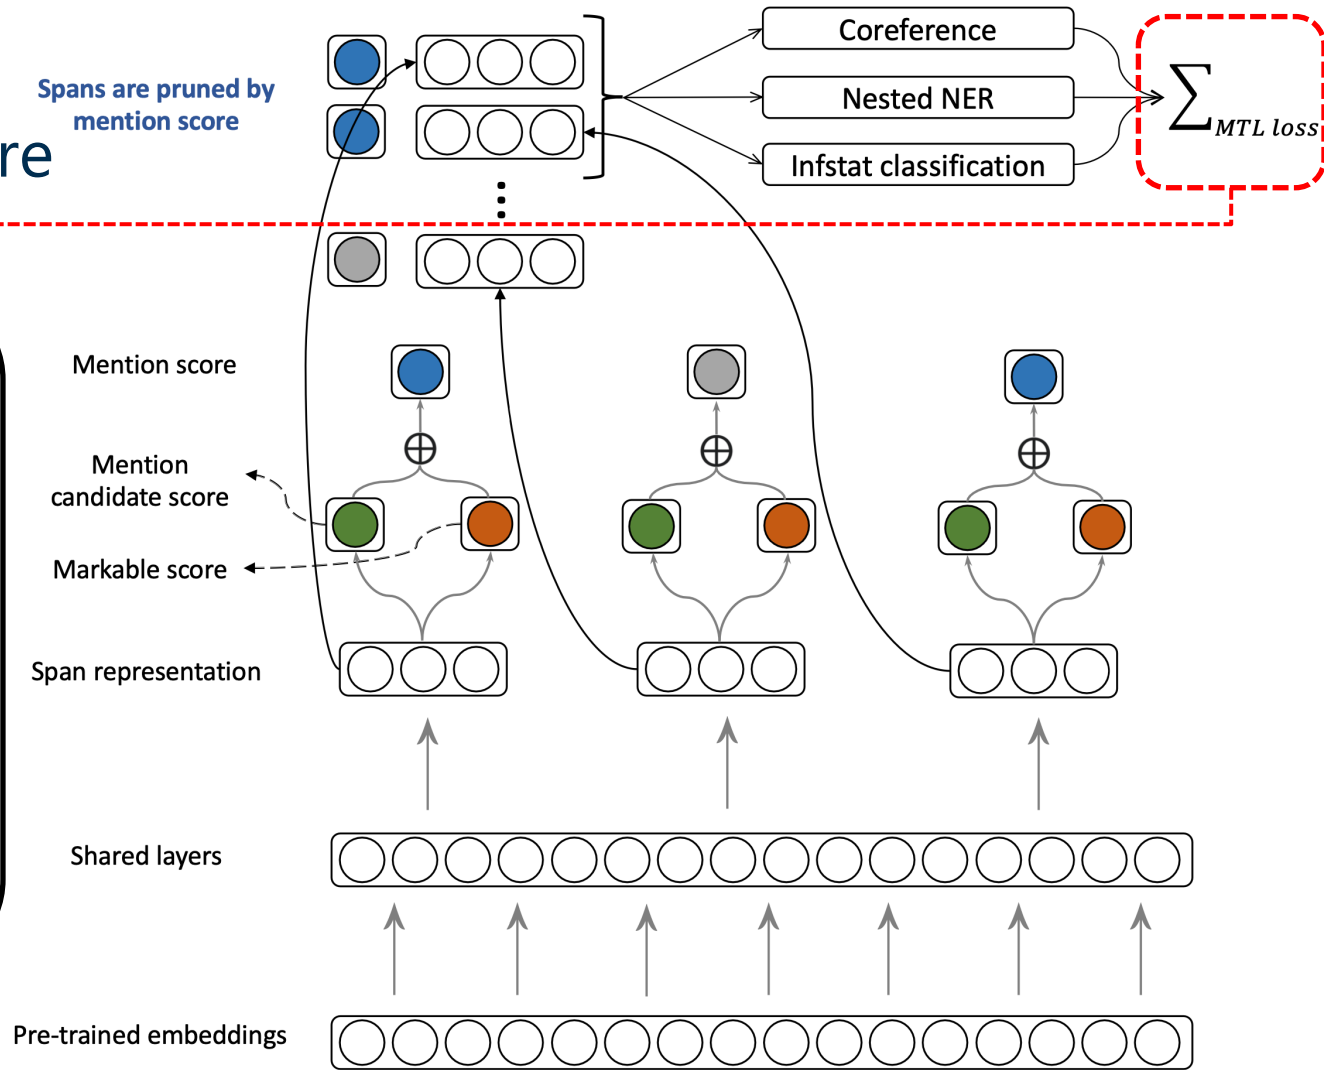 Spans are pruned by
mention score
re
Coreference
Nested NER
Infstat classification
∑MTL loss
Mention score
Mention
candidate score
Markable score
Span representation
Shared layers
Pre-trained embeddings